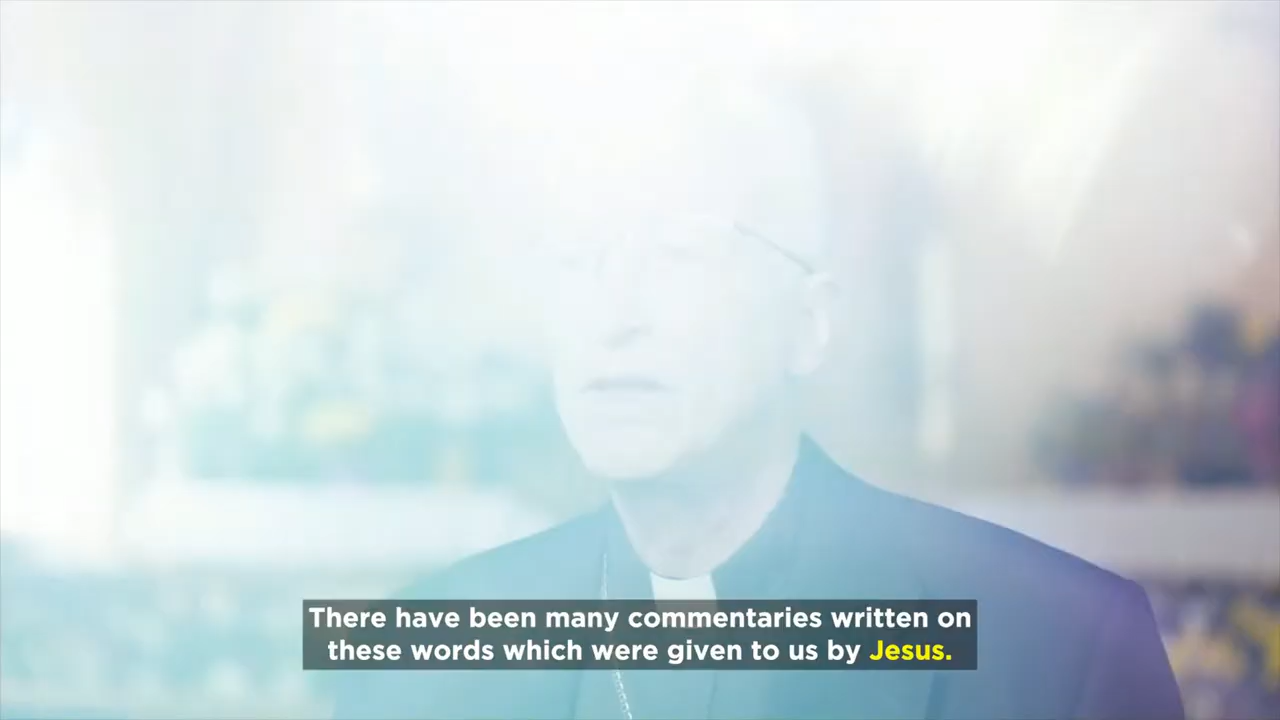 There have been many commentaries written on
these words which were given to us by Jesus.